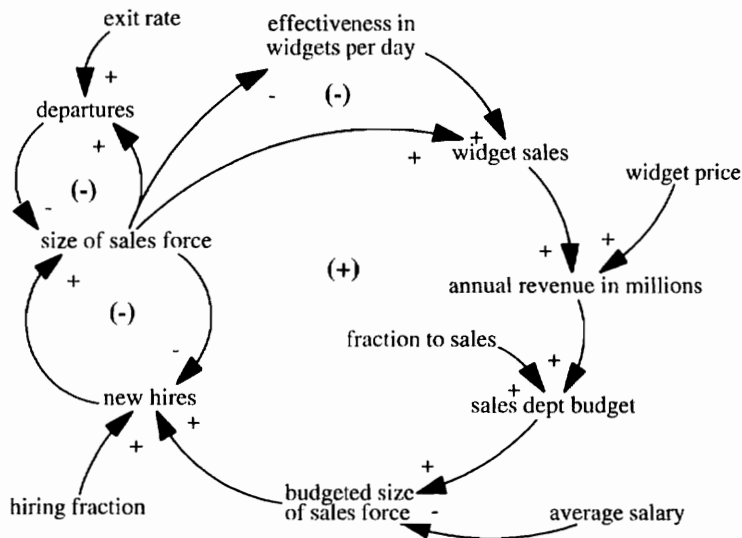 exit rate
effectiveness in
widgets per day
+
-
(-)
departures
+
+
+
widget sales
widget price
(-)
-
size of sales force
+
+
(+)
+
annual revenue in millions
(-)
fraction to sales
-
+
+
new hires
sales dept budget
+
+
+
hiring fraction
budgeted size
of sales force
-
average salary